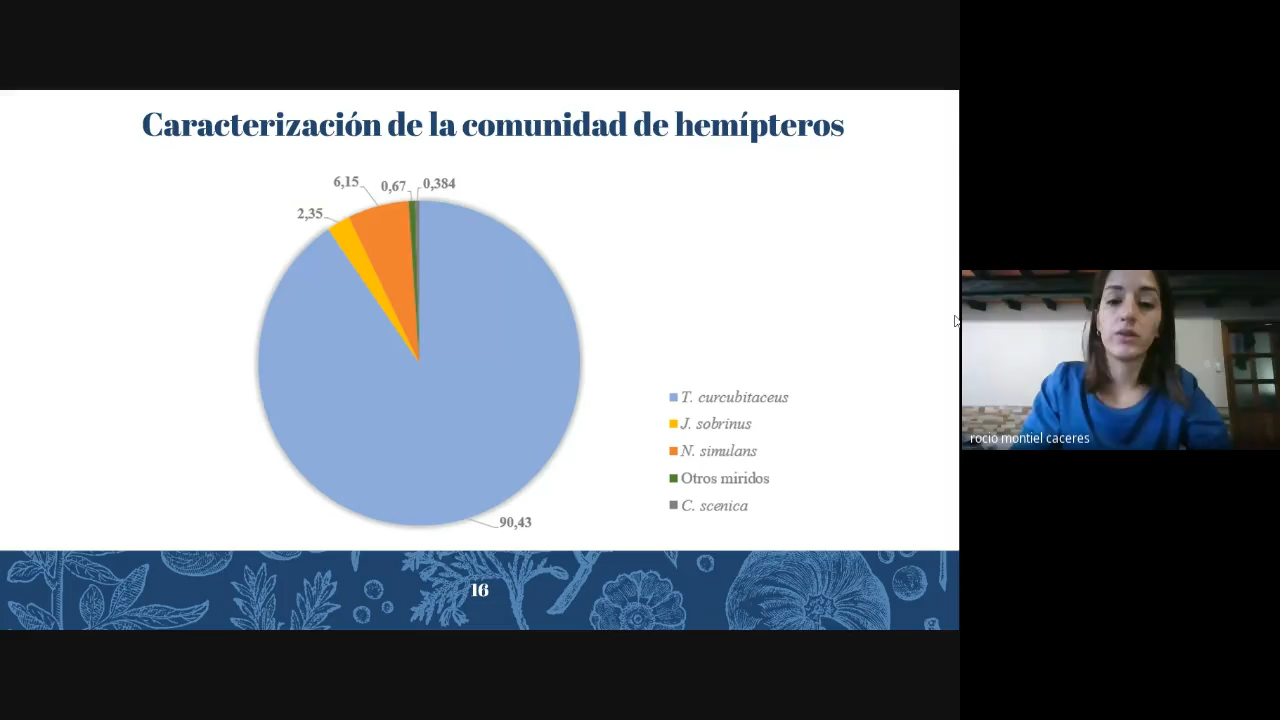 Caracterización de la comunidad de hemípteros
6,15
0,67
0,384
2,35
T. curcubitaceus
J. sobrinus
N. simulans
Otros miridos
C. scenica
90,43
16
rocio montiel caceres